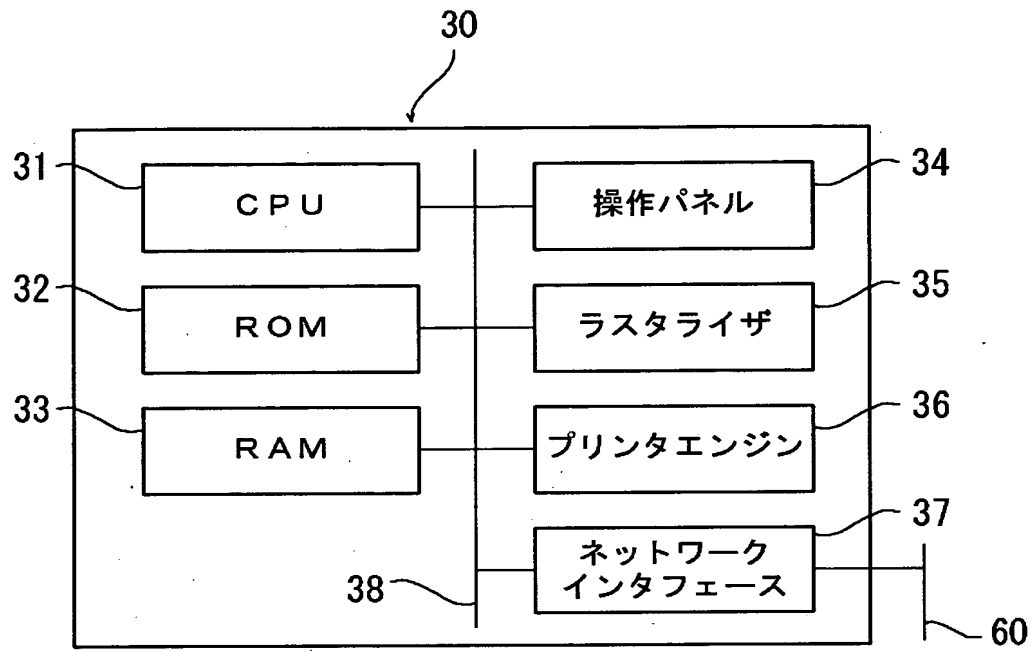 30
31
CPU
34
操作パネル
32
ROM
35
ラスタライザ
33
RAM
36
プリンタエンジン
37
ネットワーク
インタフェース
38
60